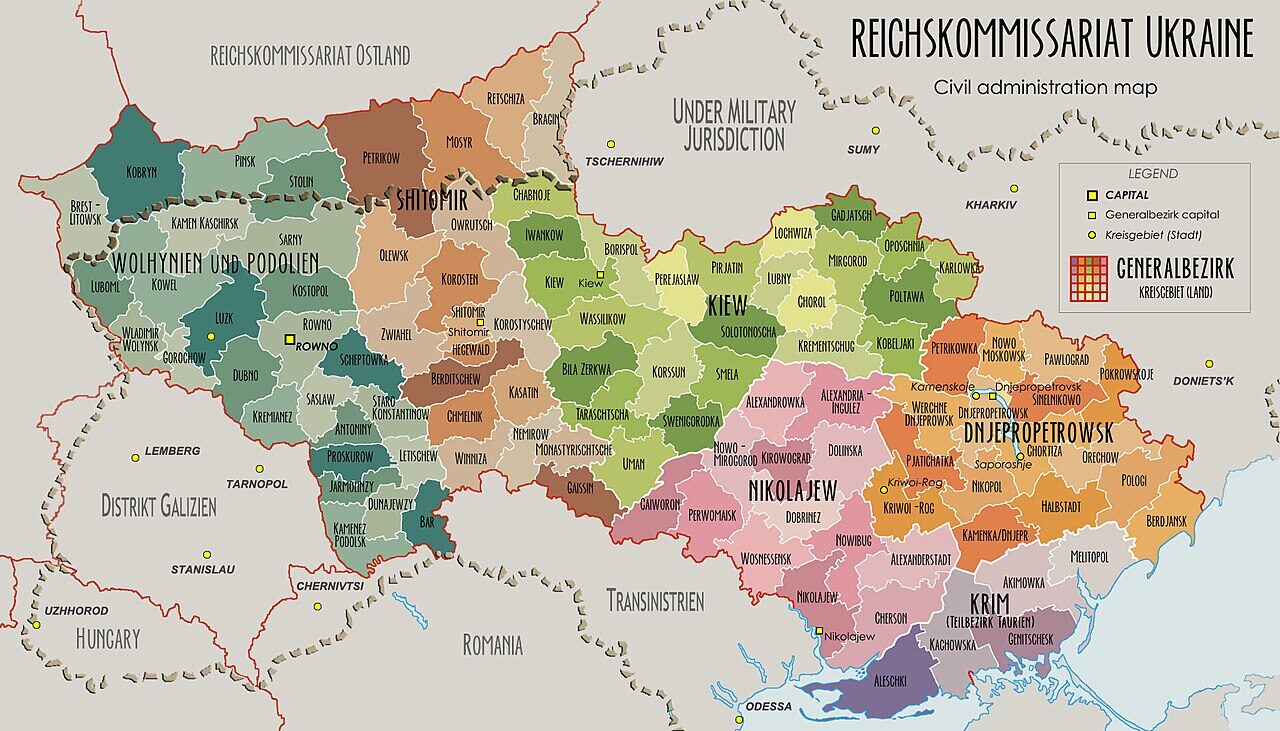 REICHSKOMMISSARIAT UKRAINE
Civil administration map
REICHSKOMMISSARIAT OSTLAND
UNDER MILITARY
JURISDICTION
TSCHERNIHIW
SUMY
KHARKIV
DONIETS'K
LEGEND
CAPITAL
Generalbezirk capital
Kreisgebiet (Stadt)
GENERALBEZIRK
KREISGEBIET (LAND)
WOLHYNIEN UND PODOLIEN
BREST -
LITOWSK
KOBRYN
PINSK
STOLIN
KAMEN KASCHIRSK
SARNY
LUBOML
KOWEL
KOSTOPOL
LUZK
WLADIMIR
WOLYNSK
GOROCHOW
ROWNO
ROWNO
DUBNO
SCHEPTOWKA
KREMIANEZ
SASLAW
STARO
KONSTANTINOW
ANTONINY
PROSKUROW
LETISCHEW
JARMOLINZY
DUNAJEWZY
KAMENEZ
PODOLSK
BAR
SHITOMIR
PETRIKOW
MOSYR
RETSCHIZA
BRAGIN
OWRUTSCH
OLEWSK
KOROSTEN
SHITOMIR
Shitomir
KOROSTYSCHEW
ZWIAHEL
HEGEWALD
BERDITSCHEW
KASATIN
CHMELNIK
NEMIROW
WINNIZA
MONASTYRISCHTSCHE
GAISSIN
KIEW
CHABNOJE
IWANKOW
BORISPOL
KIEW
Kiew
WASSILIKOW
BILA ZERKWA
KORSSUN
TARASCHTSCHA
UMAN
SWENIGORODKA
SMELA
SOLOTONOSCHA
PEREJASLAW
PIRJATIN
LOCHWIZA
LUBNY
CHOROL
GADJATSCH
MIRGOROD
OPOSCHNIA
KARLOWKA
POLTAWA
KOBELJAKI
KREMENTSCHUG
NIKOLAJEW
ALEXANDROWKA
ALEXANDRIA -
INGULEZ
NOWO -
MIROGOROD
KIROWOGRAD
DOLINSKA
GAIWORON
PERWOMAISK
DOBRINEZ
WOSNESSENSK
NOWIBUG
ALEXANDERSTADT
NIKOLAJEW
CHERSON
Nikolajew
DNJEPROPETROWSK
PETRIKOWKA
NOWO
MOSKOWSK
PAWLOGRAD
POKROWSKOJE
Kamenskoje
Dnjepropetrovsk
SINELNIKOWO
WERCHNE
DNJEPROWSK
DNJEPROPETROWSK
CHORTIZA
ORECHOW
Saporoshje
PJATICHATKA
Kriwoi-Rog
KRIWOI -ROG
NIKOPOL
POLOGI
HALBSTADT
BERDJANSK
KAMENKA/DNJEPR
KRIM
(TEILBEZIRK TAURIEN)
MELITOPOL
AKIMOWKA
GENITSCHESK
KACHOWSKA
ALESCHKI
LEMBERG
TARNOPOL
DISTRIKT GALIZIEN
STANISLAU
CHERNIVTSI
UZHHOROD
HUNGARY
ROMANIA
TRANSINISTRIEN
ODESSA